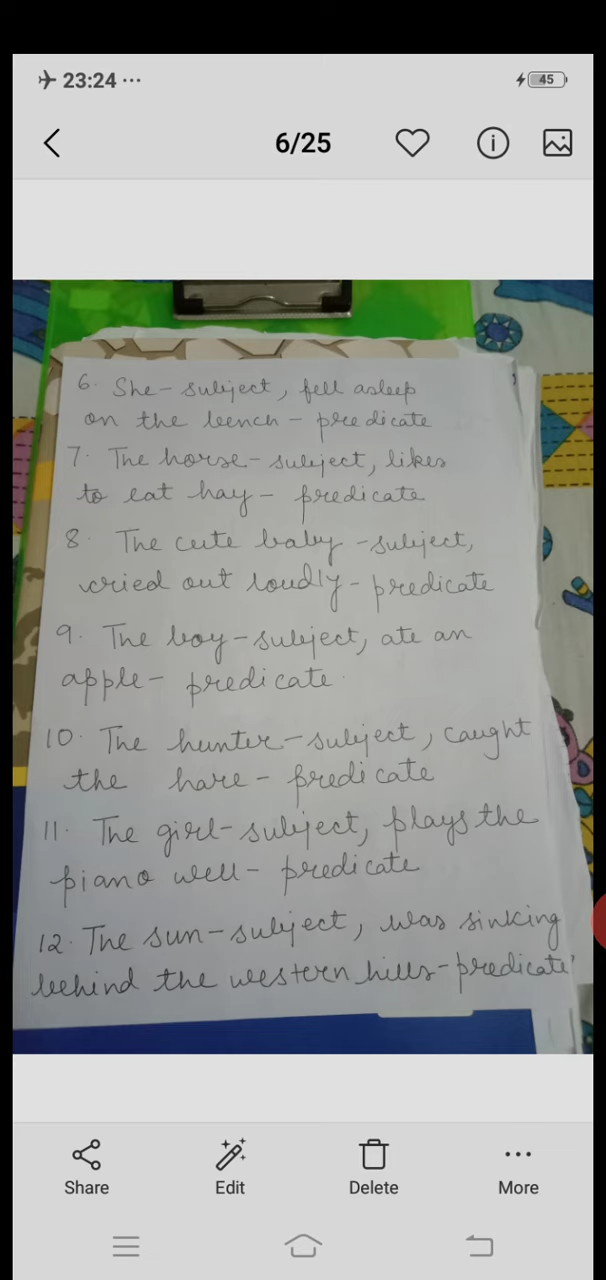 23:24 ...
45
6/25
6. She - subject, fell asleep
on the bench - predicate
7. The horse - subject, likes
to eat hay - predicate
8. The cute baby - subject,
cried out loudly - predicate
9. The boy - subject, ate an
apple - predicate
10. The hunter - subject, caught
the hare - predicate
11. The girl - subject, plays the
piano well - predicate
12. The sun - subject, was sinking
behind the western hills - predicate
Share Edit Delete More